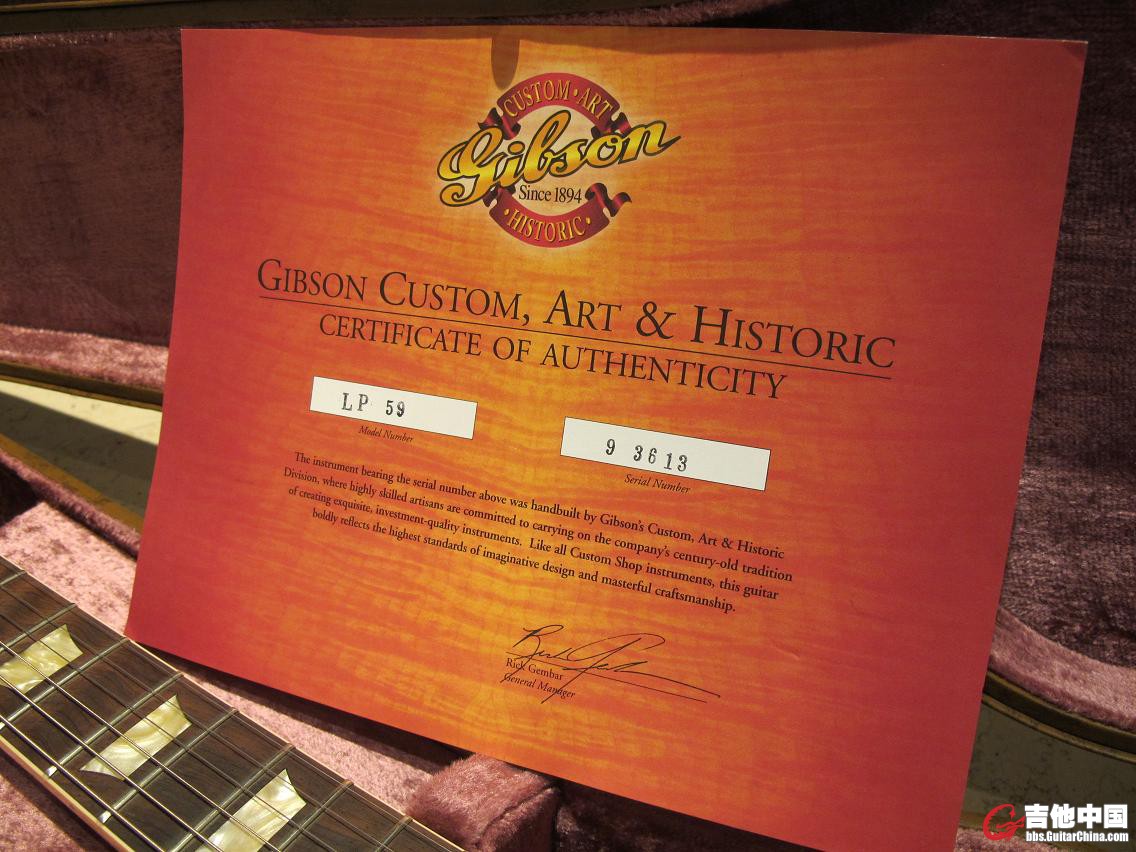 CUSTOM • ART
Gibson
Since 1894
• HISTORIC •
GIBSON CUSTOM, ART & HISTORIC
CERTIFICATE OF AUTHENTICITY
LP 59
Model Number
9 3613
Serial Number
The instrument bearing the serial number above was handbuilt by Gibson's Custom, Art & Historic
Division, where highly skilled artisans are committed to carrying on the company's century-old tradition
of creating exquisite, investment-quality instruments. Like all Custom Shop instruments, this guitar
boldly reflects the highest standards of imaginative design and masterful craftsmanship.
Rick Gembar
General Manager
吉他中国
bbs.GuitarChina.com